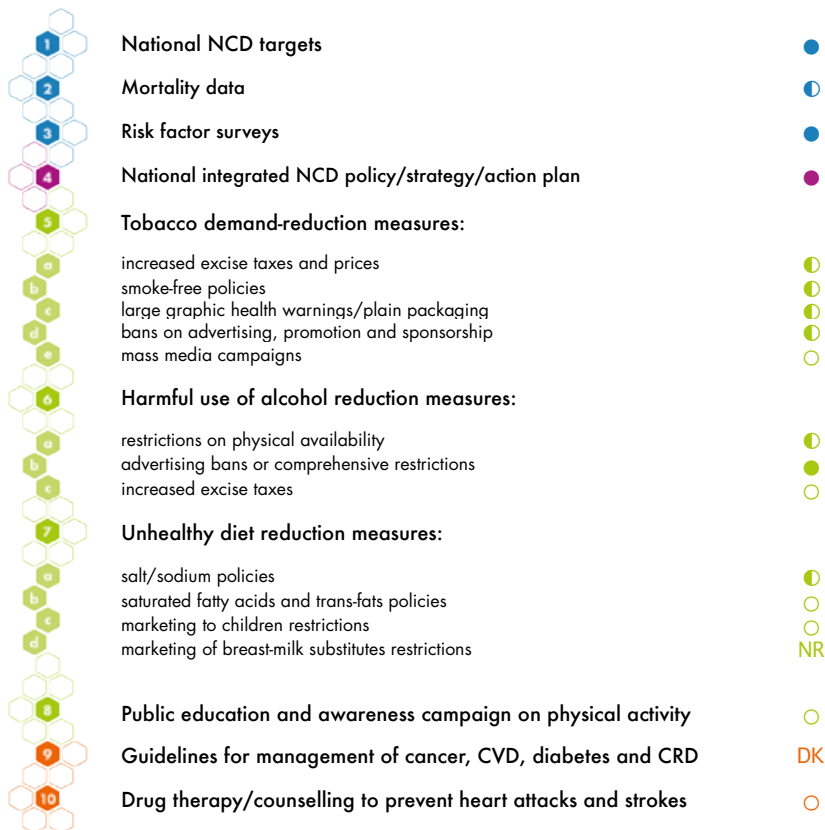 1 National NCD targets
2 Mortality data
3 Risk factor surveys
4 National integrated NCD policy/strategy/action plan
5 Tobacco demand-reduction measures:
a increased excise taxes and prices
b smoke-free policies
c large graphic health warnings/plain packaging
d bans on advertising, promotion and sponsorship
e mass media campaigns
6 Harmful use of alcohol reduction measures:
a restrictions on physical availability
b advertising bans or comprehensive restrictions
c increased excise taxes
7 Unhealthy diet reduction measures:
a salt/sodium policies
b saturated fatty acids and trans-fats policies
c marketing to children restrictions
d marketing of breast-milk substitutes restrictions NR
8 Public education and awareness campaign on physical activity
9 Guidelines for management of cancer, CVD, diabetes and CRD DK
10 Drug therapy/counselling to prevent heart attacks and strokes